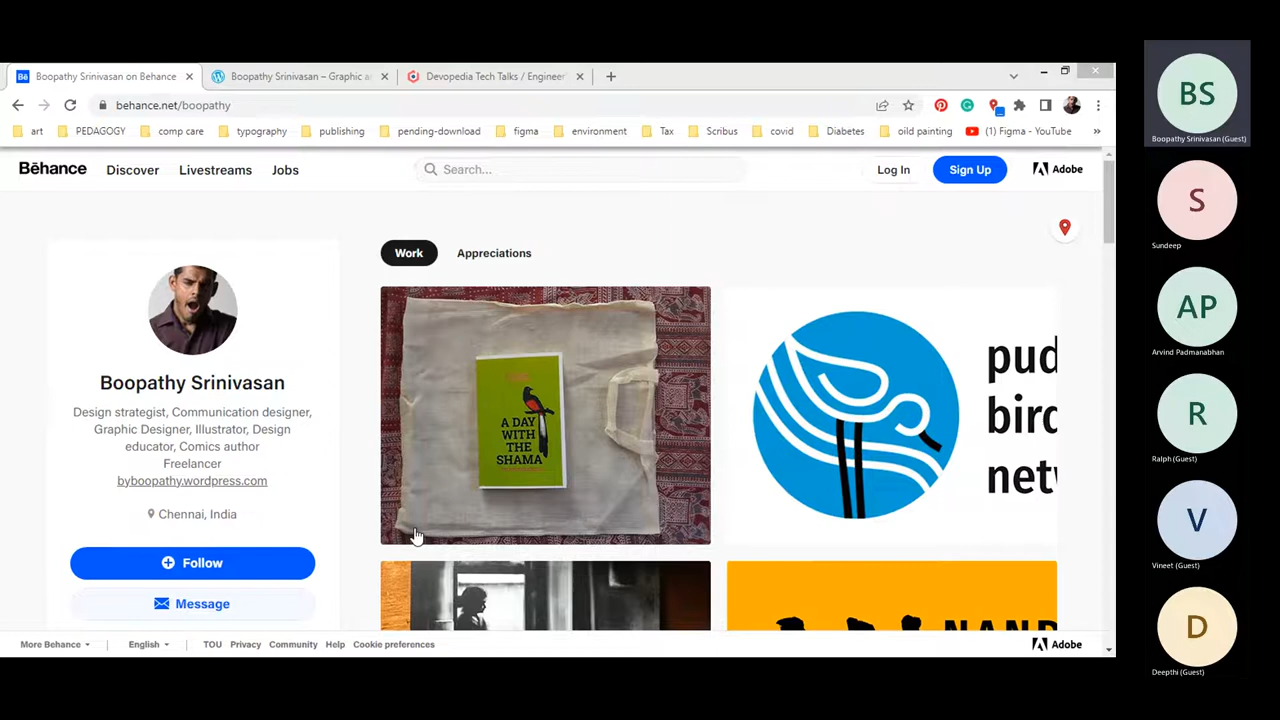 Boopathy Srinivasan on Behance
Boopathy Srinivasan – Graphic a
Devopedia Tech Talks / Engineer
behance.net/boopathy
art
PEDAGOGY
comp care
typography
publishing
pending-download
figma
environment
Tax
Scribus
covid
Diabetes
oild painting
(1) Figma - YouTube
»
Bēhance
Discover
Livestreams
Jobs
Search...
Log In
Sign Up
Adobe
Work
Appreciations
Boopathy Srinivasan
Design strategist, Communication designer,
Graphic Designer, Illustrator, Design
educator, Comics author
Freelancer
byboopathy.wordpress.com
Chennai, India
Follow
Message
A DAY
WITH
THE
SHAMA
pud
bird
net
NAND
More Behance
English
TOU
Privacy
Community
Help
Cookie preferences
Adobe
BS
Boopathy Srinivasan (Guest)
S
Sundeep
AP
Arvind Padmanabhan
R
Ralph (Guest)
V
Vineet (Guest)
D
Deepthi (Guest)